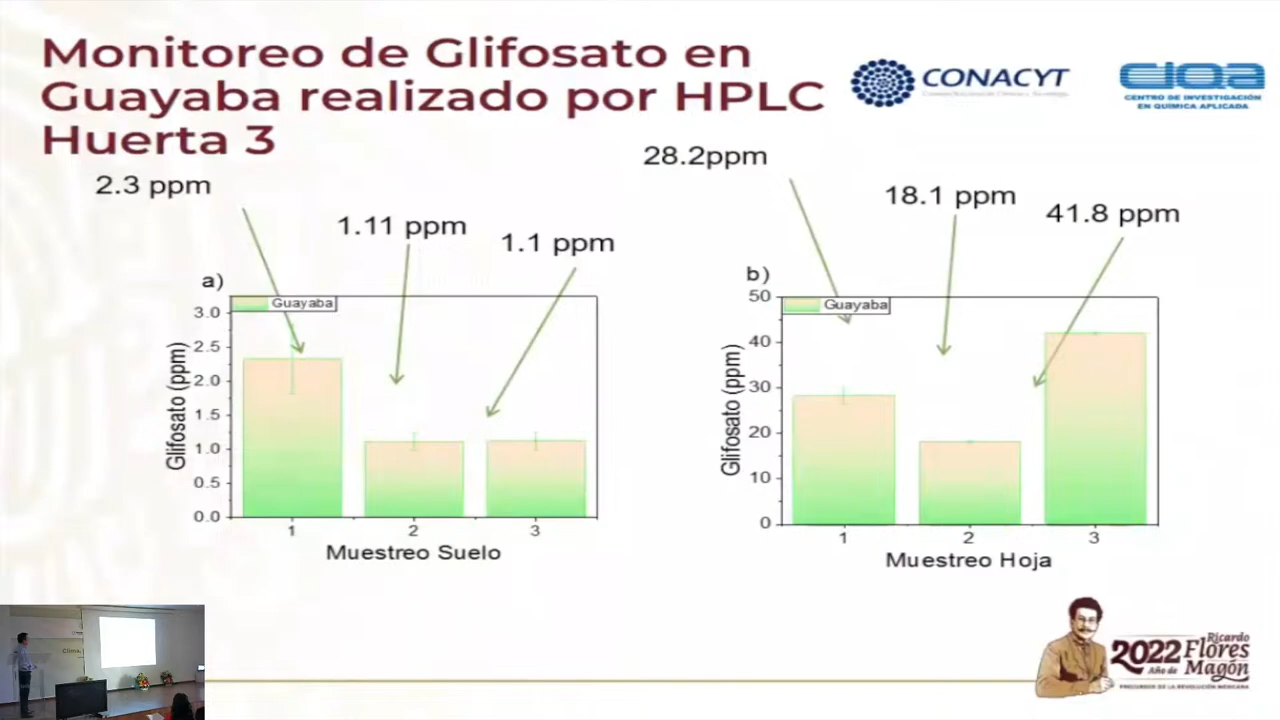 Monitoreo de Glifosato en
Guayaba realizado por HPLC
Huerta 3
CONACYT
CIQA
CENTRO DE INVESTIGACIÓN
EN QUÍMICA APLICADA
2.3 ppm
1.11 ppm
1.1 ppm
28.2ppm
18.1 ppm
41.8 ppm
a)
Guayaba
3.0
2.5
2.0
1.5
1.0
0.5
0.0
Glifosato (ppm)
1 2 3
Muestreo Suelo
b)
Guayaba
50
40
30
20
10
0
Glifosato (ppm)
1 2 3
Muestreo Hoja
2022 Ricardo
Flores
Año de Magón
PRECURSOR DE LA REVOLUCIÓN MEXICANA